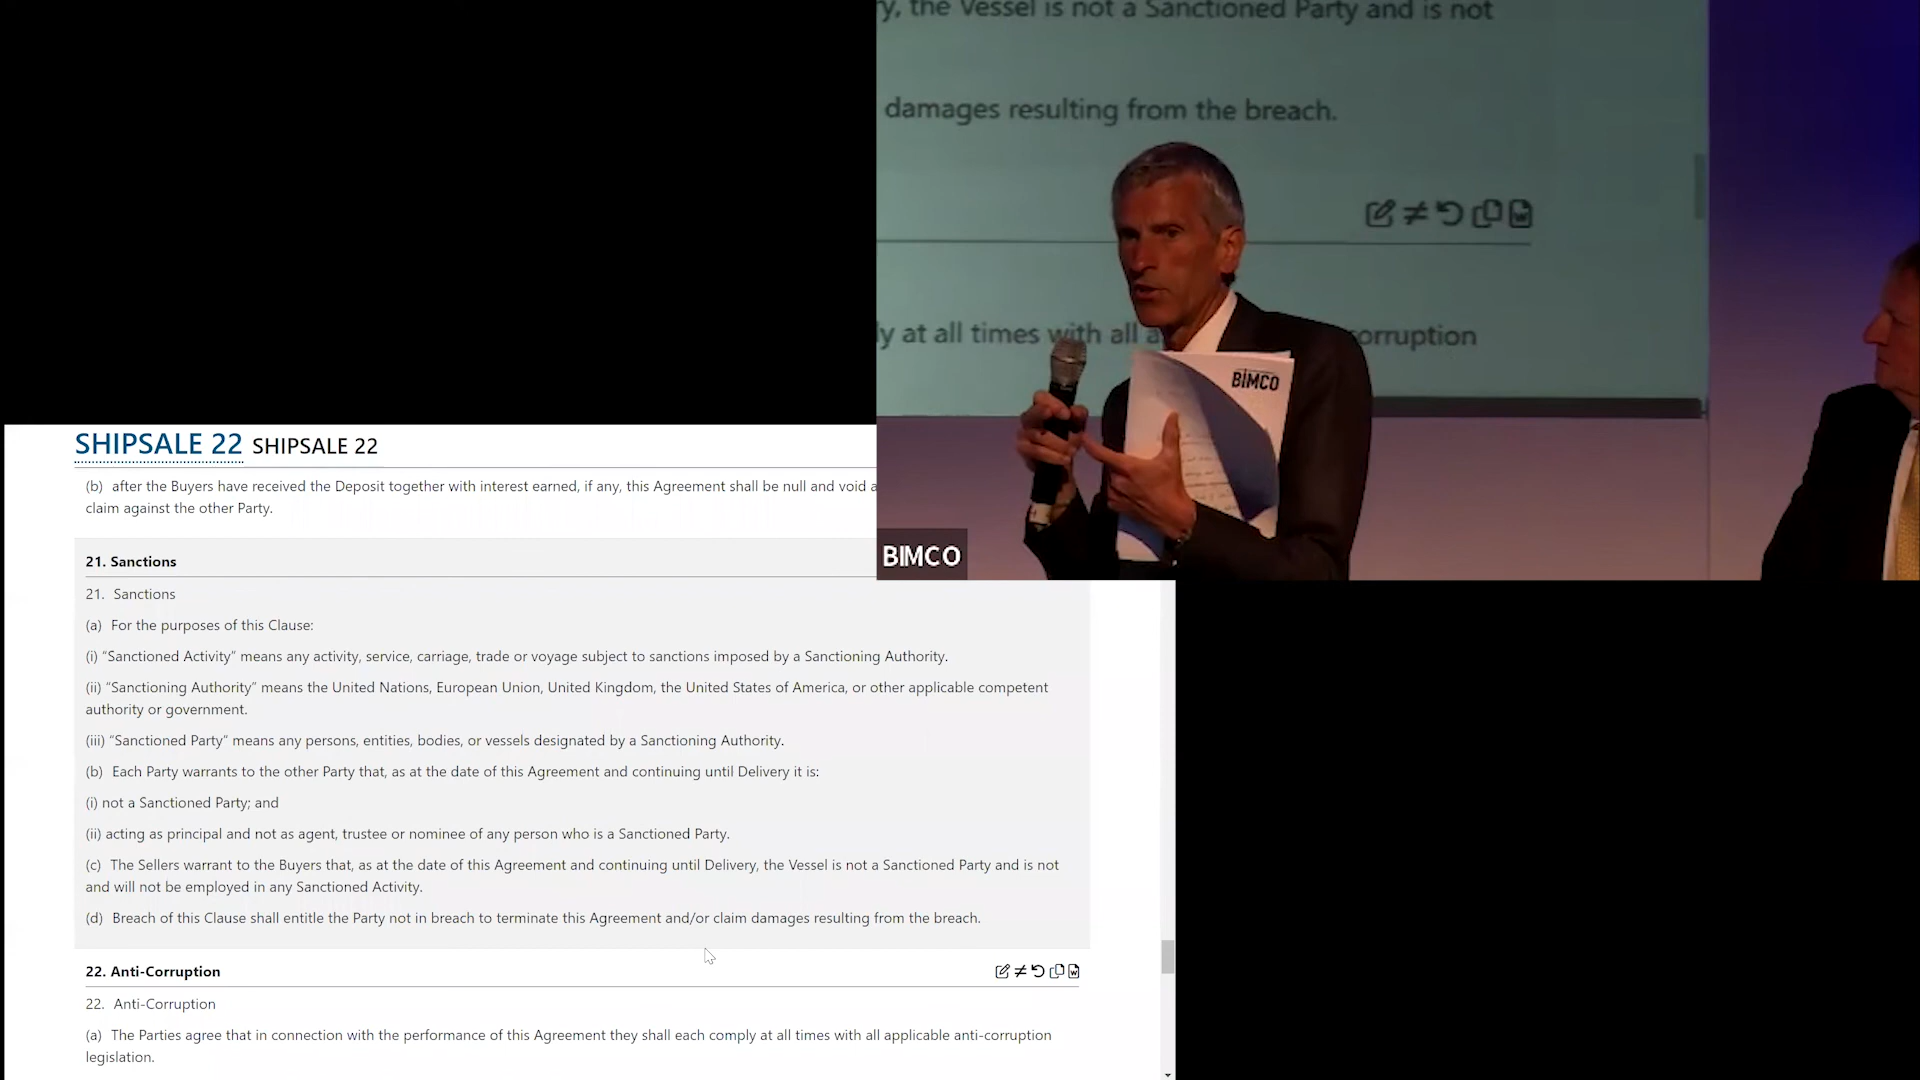 y, the Vessel is not a Sanctioned Party and is not
damages resulting from the breach.
ly at all times with all a
orruption
BIMCO
BIMCO
SHIPSALE 22 SHIPSALE 22
(b) after the Buyers have received the Deposit together with interest earned, if any, this Agreement shall be null and void a
claim against the other Party.
21. Sanctions
21. Sanctions
(a) For the purposes of this Clause:
(i) “Sanctioned Activity” means any activity, service, carriage, trade or voyage subject to sanctions imposed by a Sanctioning Authority.
(ii) “Sanctioning Authority” means the United Nations, European Union, United Kingdom, the United States of America, or other applicable competent
authority or government.
(iii) “Sanctioned Party” means any persons, entities, bodies, or vessels designated by a Sanctioning Authority.
(b) Each Party warrants to the other Party that, as at the date of this Agreement and continuing until Delivery it is:
(i) not a Sanctioned Party; and
(ii) acting as principal and not as agent, trustee or nominee of any person who is a Sanctioned Party.
(c) The Sellers warrant to the Buyers that, as at the date of this Agreement and continuing until Delivery, the Vessel is not a Sanctioned Party and is not
and will not be employed in any Sanctioned Activity.
(d) Breach of this Clause shall entitle the Party not in breach to terminate this Agreement and/or claim damages resulting from the breach.
22. Anti-Corruption
22. Anti-Corruption
(a) The Parties agree that in connection with the performance of this Agreement they shall each comply at all times with all applicable anti-corruption
legislation.